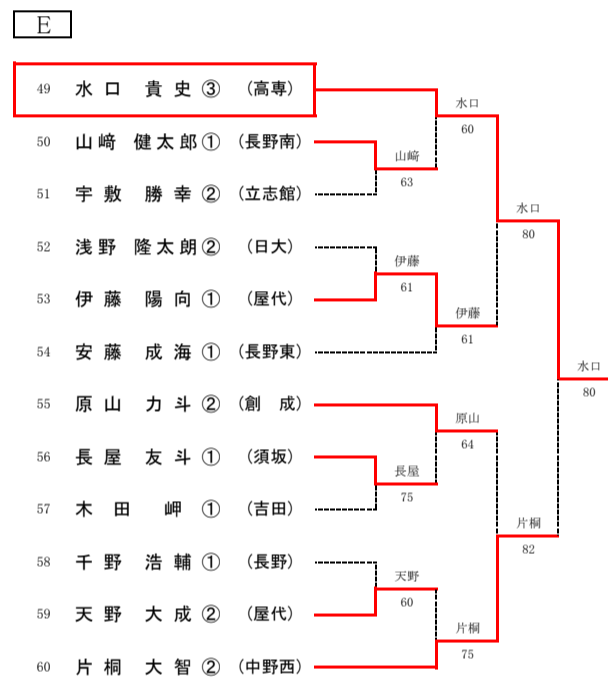 E
49 水口 貴史 ③ (高専)
50 山﨑 健太郎 ① (長野南)
51 宇敷 勝幸 ② (立志館)
52 浅野 隆太朗 ② (日大)
53 伊藤 陽向 ① (屋代)
54 安藤 成海 ① (長野東)
55 原山 力斗 ② (創成)
56 長屋 友斗 ① (須坂)
57 木田 岬 ① (吉田)
58 千野 浩輔 ① (長野)
59 天野 大成 ② (屋代)
60 片桐 大智 ② (中野西)
山﨑
63
伊藤
61
長屋
75
天野
60
水口
60
伊藤
61
原山
64
片桐
75
水口
80
片桐
82
水口
80